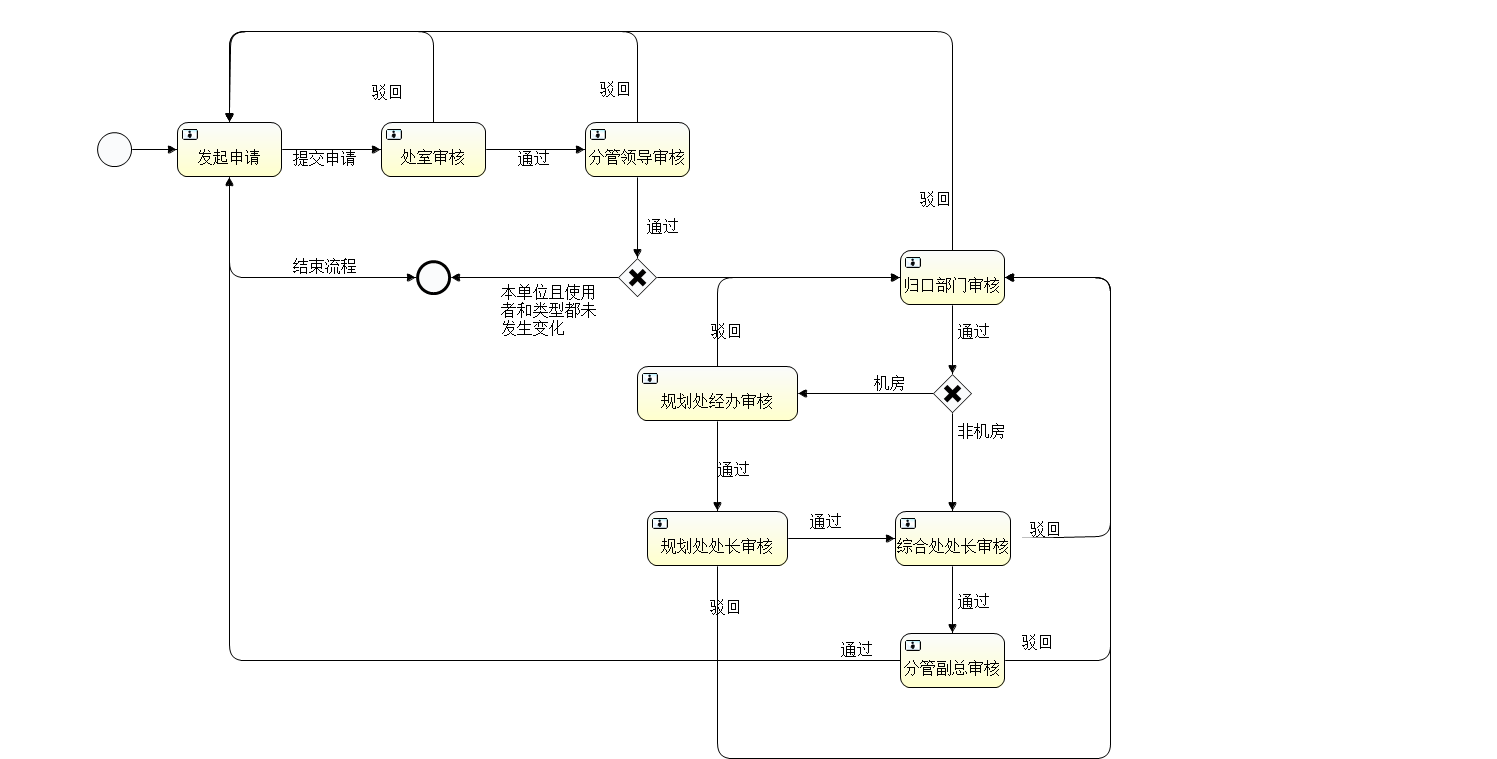 驳回
驳回
发起申请
提交申请
处室审核
通过
分管领导审核
驳回
通过
结束流程
本单位且使用
者和类型都未
发生变化
归口部门审核
驳回
通过
机房
规划处经办审核
非机房
通过
规划处处长审核
通过
综合处处长审核
驳回
驳回
通过
通过
分管副总审核
驳回